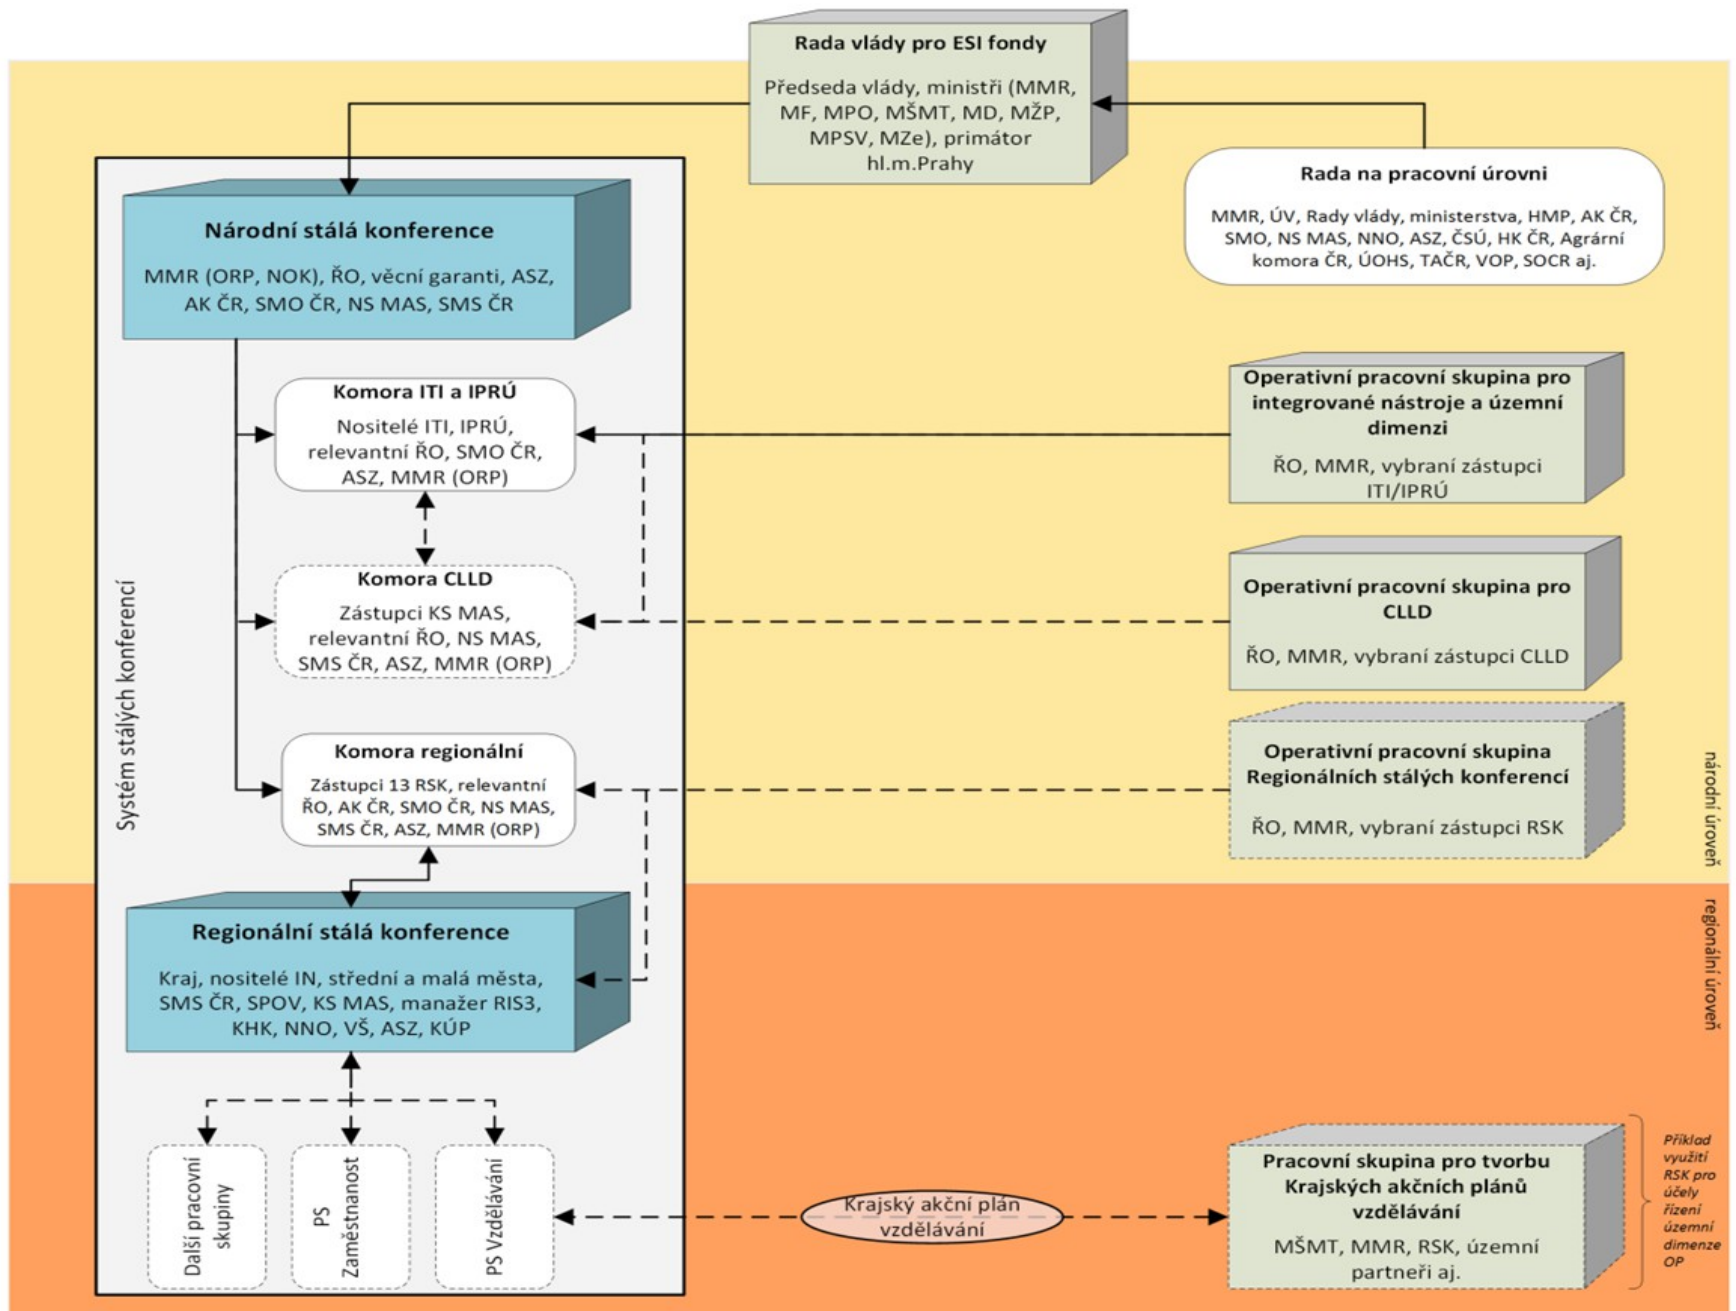 Rada vlády pro ESI fondy
Předseda vlády, ministři (MMR,
MF, MPO, MŠMT, MD, MŽP,
MPSV, MZe), primátor
hl.m.Prahy
Rada na pracovní úrovni
MMR, ÚV, Rady vlády, ministerstva, HMP, AK ČR,
SMO, NS MAS, NNO, ASZ, ČSÚ, HK ČR, Agrární
komora ČR, ÚOHS, TAČR, VOP, SOCR aj.
Systém stálých konferencí
Národní stálá konference
MMR (ORP, NOK), ŘO, věcní garanti, ASZ,
AK ČR, SMO ČR, NS MAS, SMS ČR
Komora ITI a IPRÚ
Nositelé ITI, IPRÚ,
relevantní ŘO, SMO ČR,
ASZ, MMR (ORP)
Operativní pracovní skupina pro
integrované nástroje a územní
dimenzi
ŘO, MMR, vybraní zástupci
ITI/IPRÚ
Komora CLLD
Zástupci KS MAS,
relevantní ŘO, NS MAS,
SMS ČR, ASZ, MMR (ORP)
Operativní pracovní skupina pro
CLLD
ŘO, MMR, vybraní zástupci CLLD
Komora regionální
Zástupci 13 RSK, relevantní
ŘO, AK ČR, SMO ČR, NS MAS,
SMS ČR, ASZ, MMR (ORP)
Operativní pracovní skupina
Regionálních stálých konferencí
ŘO, MMR, vybraní zástupci RSK
národní úroveň
regionální úroveň
Regionální stálá konference
Kraj, nositelé IN, střední a malá města,
SMS ČR, SPOV, KS MAS, manažer RIS3,
KHK, NNO, VŠ, ASZ, KÚP
Další pracovní
skupiny
PS
Zaměstnanost
PS Vzdělávání
Krajský akční plán
vzdělávání
Pracovní skupina pro tvorbu
Krajských akčních plánů
vzdělávání
MŠMT, MMR, RSK, územní
partneři aj.
Příklad
využití
RSK pro
účely
řízení
územní
dimenze
OP